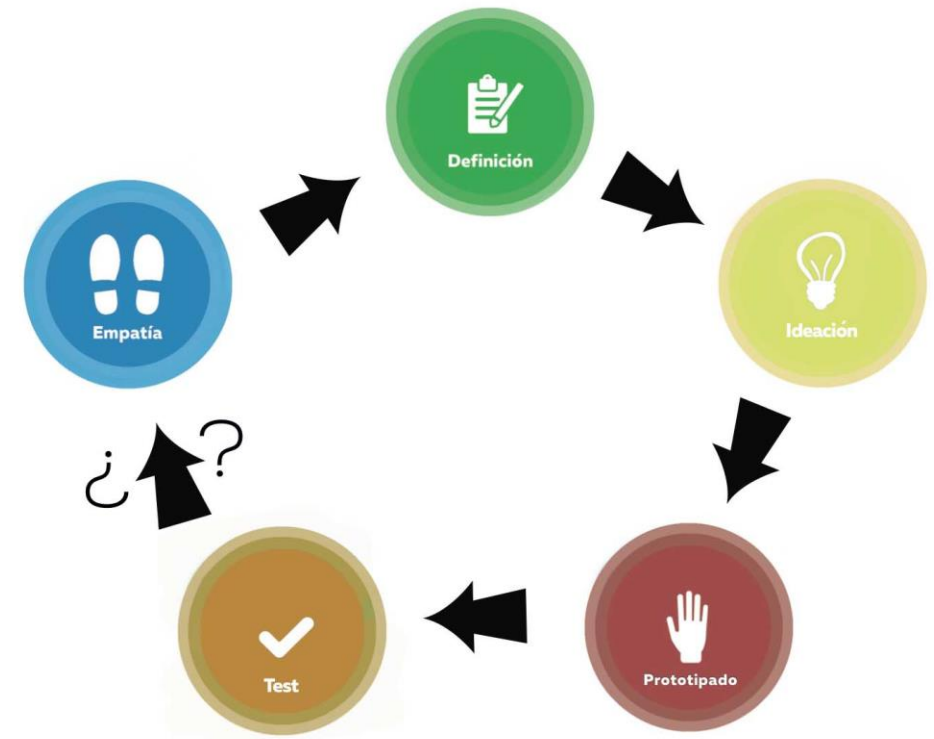 Definición
Empatía
Ideación
¿ ?
Prototipado
Test